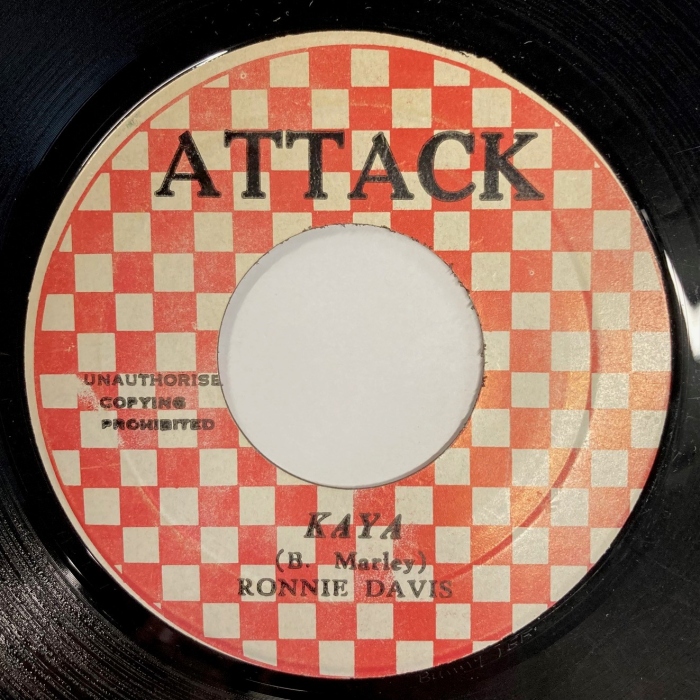 ATTACK
UNAUTHORISE
COPYING
PROHIBITED
KAYA
(B. Marley)
RONNIE DAVIS